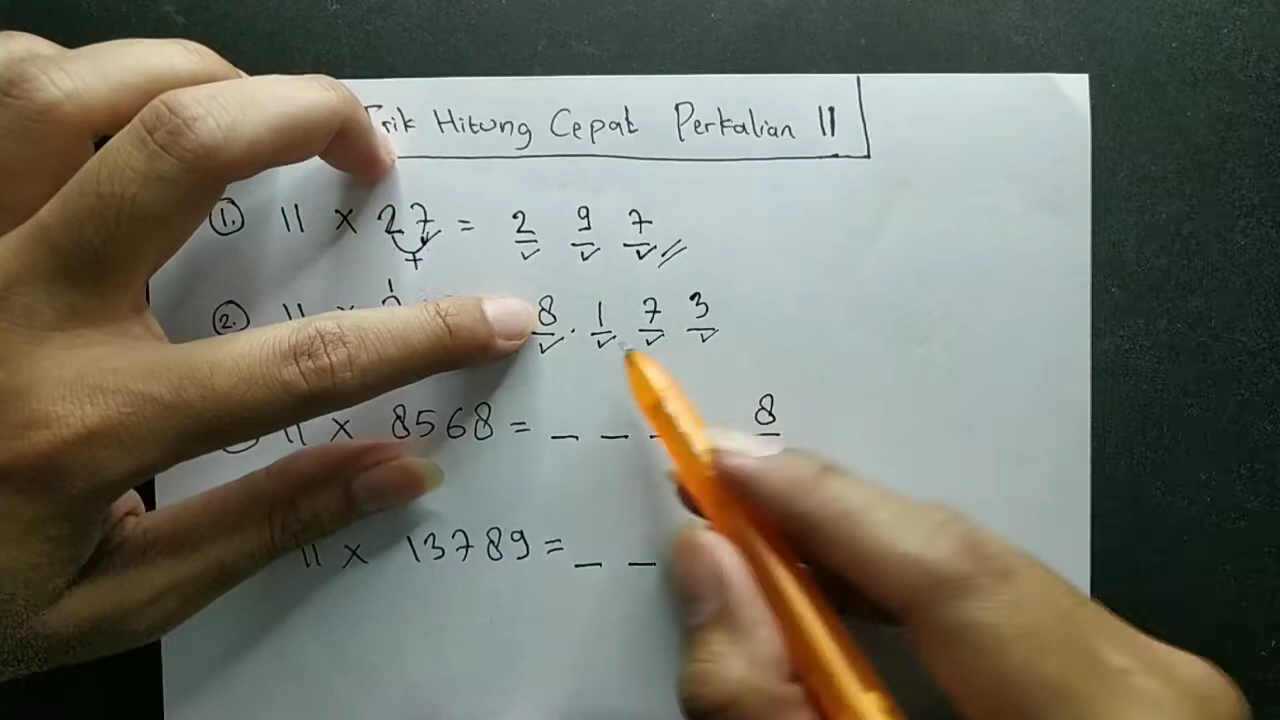 Trik Hitung Cepat Perkalian 11
1. 11 x 27 = 2 9 7
+
2. 11 x 8 . 1 7 3
11 x 8568 = _ _ _ 8
11 x 13789 = _ _